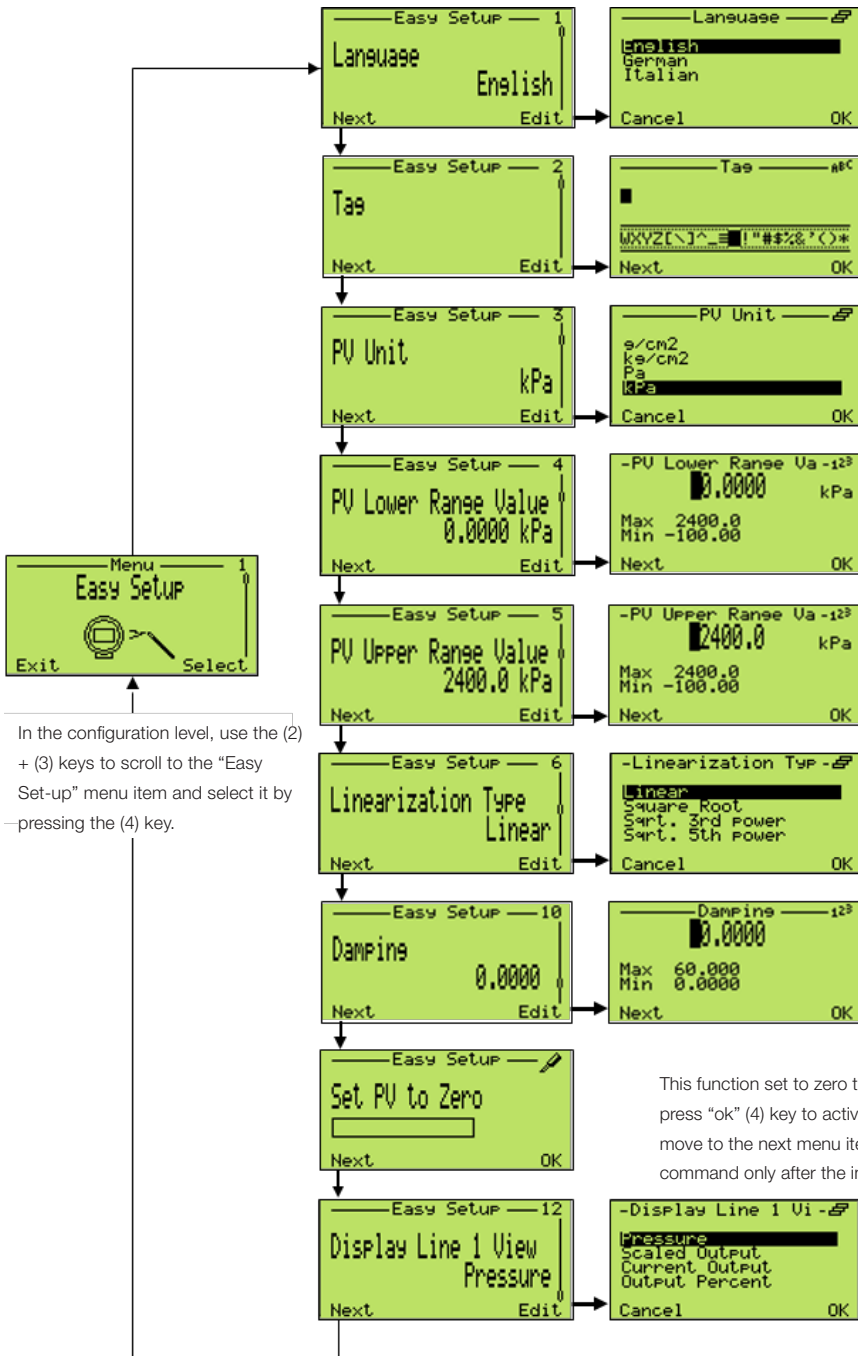 Easy Setup 1
Language
English
Next Edit
Language
English
German
Italian
Cancel OK
Easy Setup 2
Tag
Next Edit
Tag ABC
WXYZ[\]^_≡ !"#$%&'()*
Next OK
Easy Setup 3
PV Unit
kPa
Next Edit
PV Unit
g/cm2
kg/cm2
Pa
kPa
Cancel OK
Easy Setup 4
PV Lower Range Value
0.0000 kPa
Next Edit
-PV Lower Range Va-123
0.0000 kPa
Max 2400.0
Min -100.00
Next OK
Menu 1
Easy Setup
Exit Select
In the configuration level, use the (2)
+ (3) keys to scroll to the “Easy
Set-up” menu item and select it by
pressing the (4) key.
Easy Setup 5
PV Upper Range Value
2400.0 kPa
Next Edit
-PV Upper Range Va-123
2400.0 kPa
Max 2400.0
Min -100.00
Next OK
Easy Setup 6
Linearization Type
Linear
Next Edit
-Linearization Typ-
Linear
Square Root
Sqrt. 3rd power
Sqrt. 5th power
Cancel OK
Easy Setup 10
Damping
0.0000
Next Edit
Damping 123
0.0000
Max 60.000
Min 0.0000
Next OK
Easy Setup
Set PV to Zero
Next OK
This function set to zero
press “ok” (4) key to
move to the next menu
command only after the
Easy Setup 12
Display Line 1 View
Pressure
Next Edit
-Display Line 1 Vi-
Pressure
Scaled Output
Current Output
Output Percent
Cancel OK